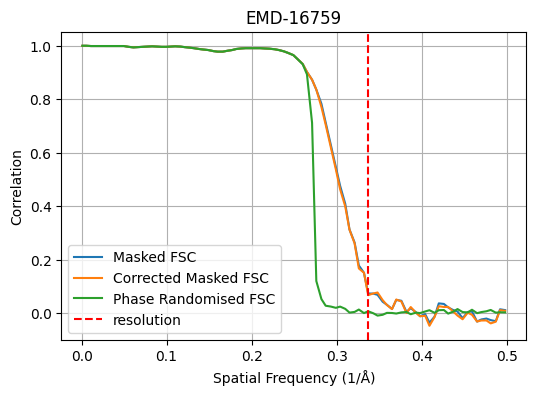 EMD-16759
1.0
0.8
0.6
0.4
0.2
0.0
Correlation
Masked FSC
Corrected Masked FSC
Phase Randomised FSC
resolution
0.0 0.1 0.2 0.3 0.4 0.5
Spatial Frequency (1/Å)